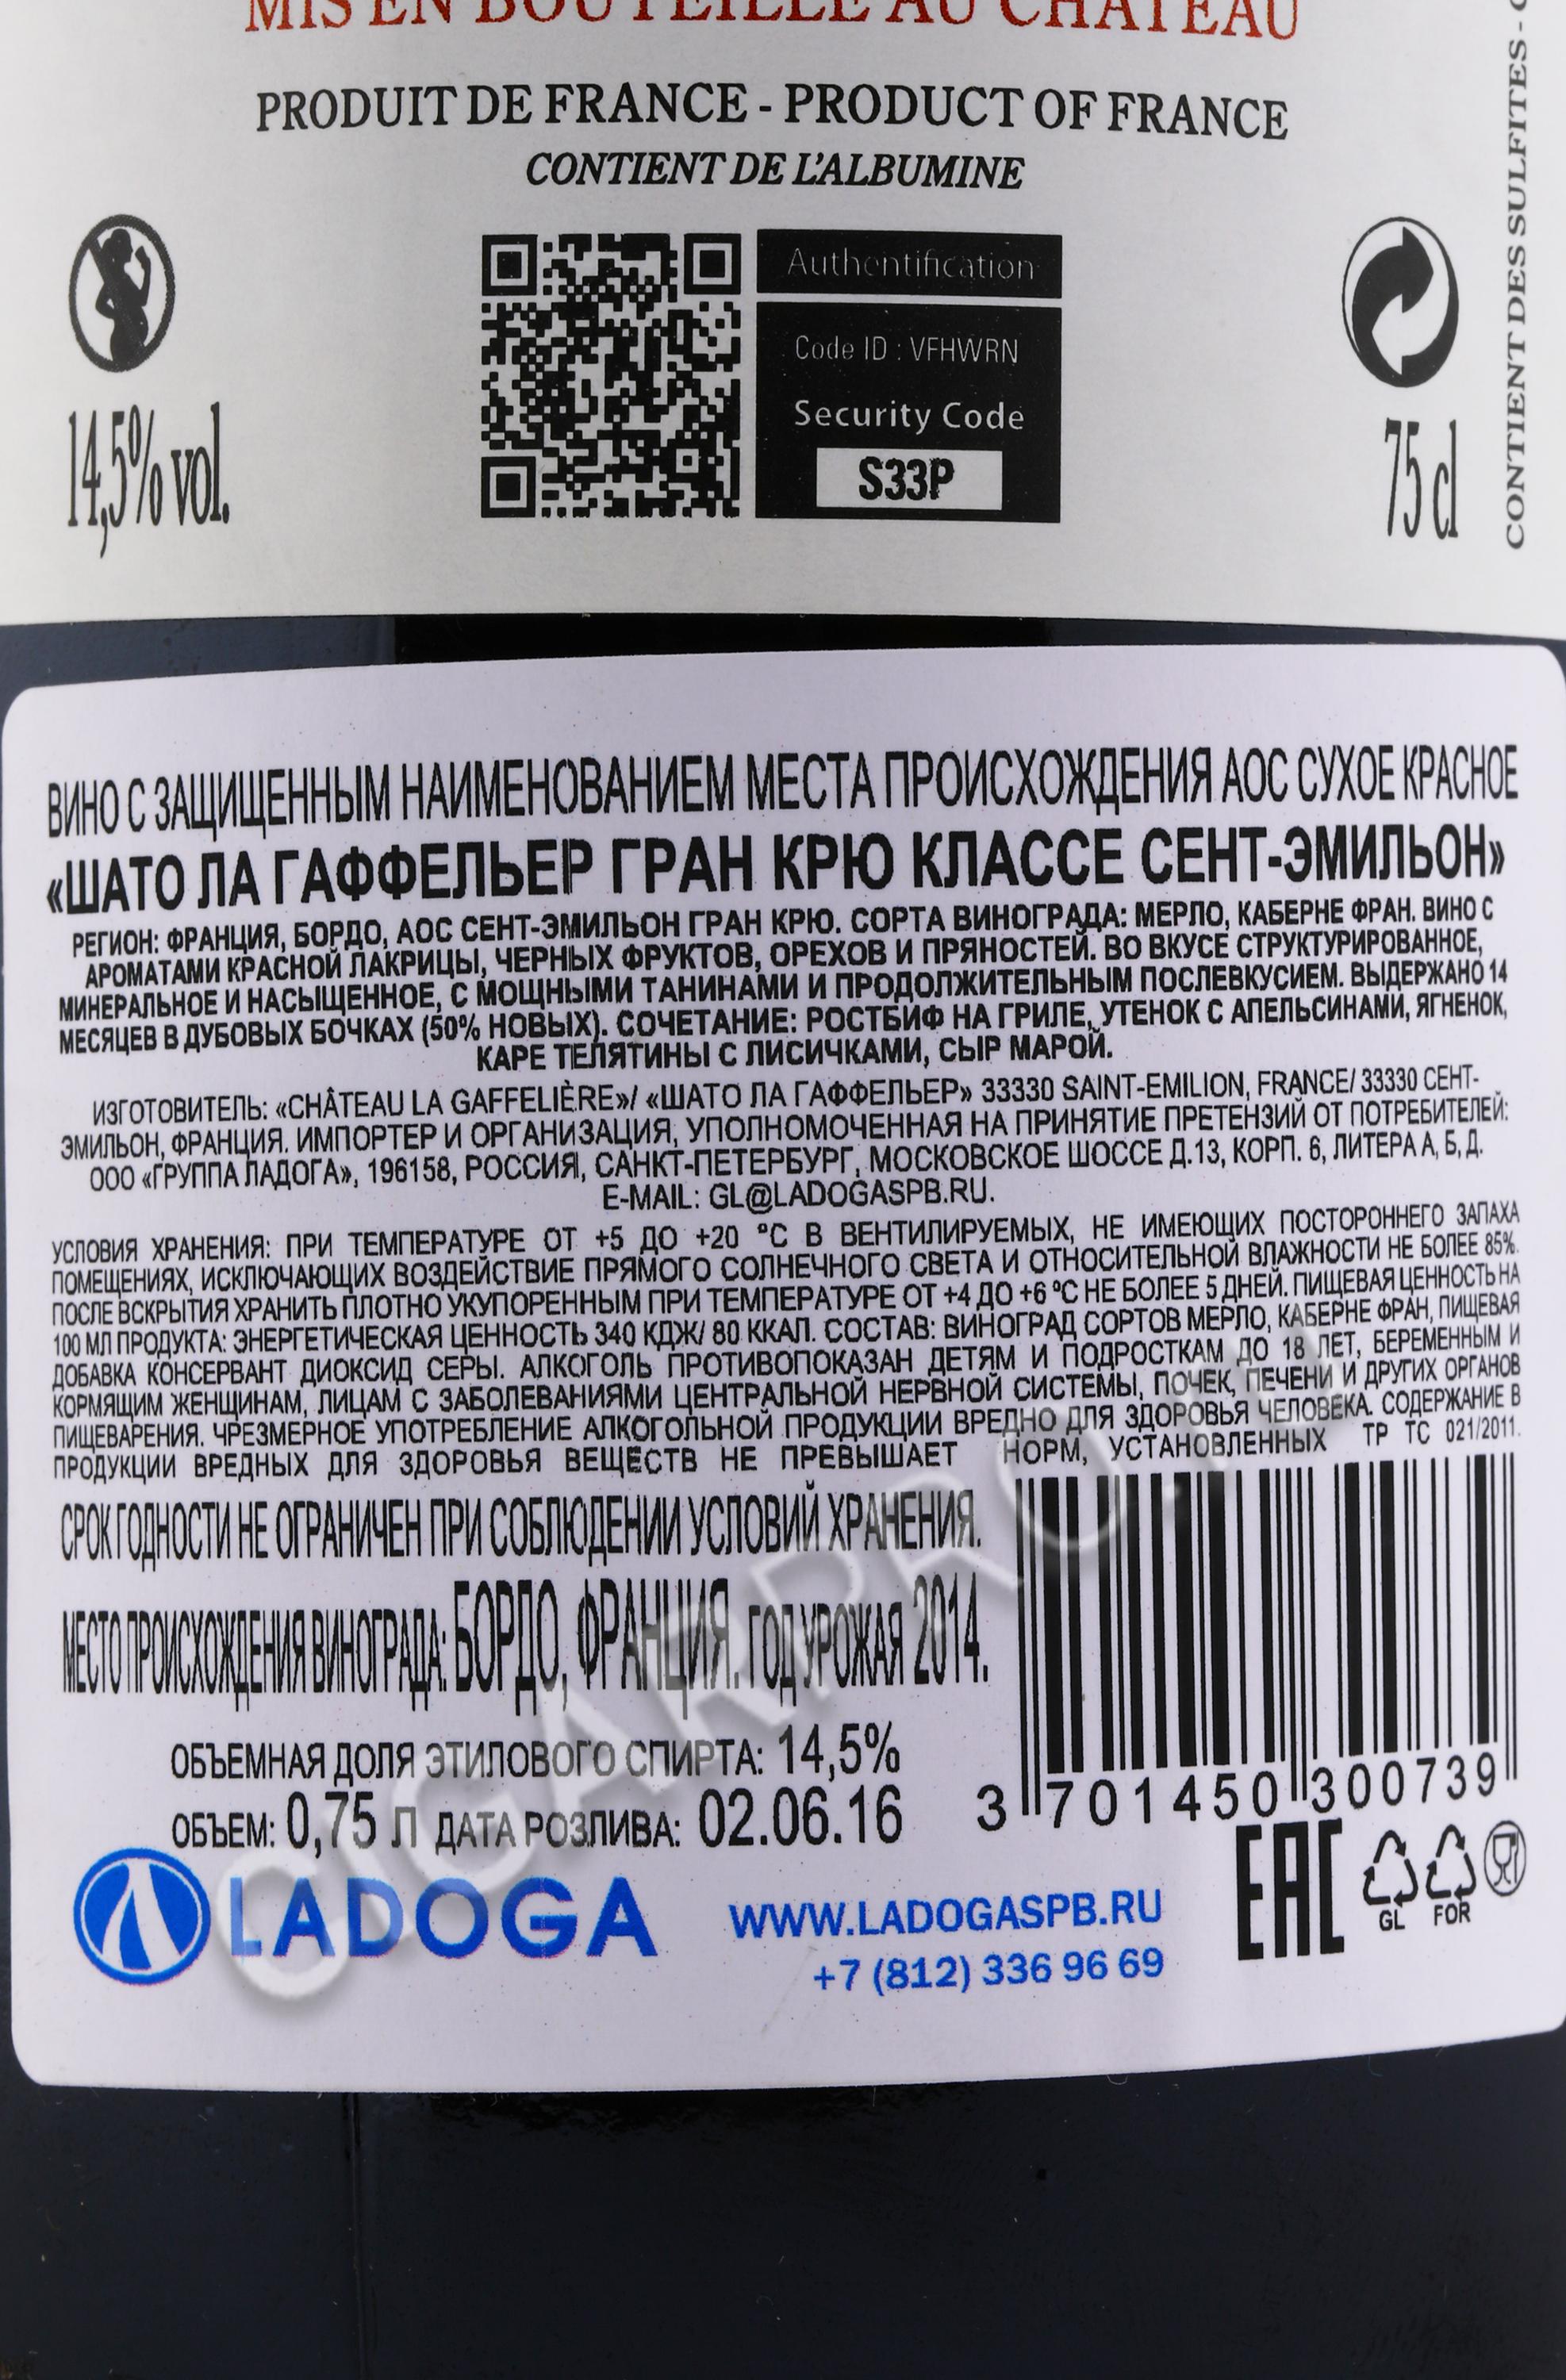 MIS EN BOUTEILLE AU CHÂTEAU
PRODUIT DE FRANCE - PRODUCT OF FRANCE
CONTIENT DE L'ALBUMINE
Authentification
Code ID : VFHWRN
Security Code
S33P
14,5% vol.
75 cl
CONTIENT DES SULFITES -
ВИНО С ЗАЩИЩЕННЫМ НАИМЕНОВАНИЕМ МЕСТА ПРОИСХОЖДЕНИЯ АОС СУХОЕ КРАСНОЕ
«ШАТО ЛА ГАФФЕЛЬЕР ГРАН КРЮ КЛАССЕ СЕНТ-ЭМИЛЬОН»
РЕГИОН: ФРАНЦИЯ, БОРДО, АОС СЕНТ-ЭМИЛЬОН ГРАН КРЮ. СОРТА ВИНОГРАДА: МЕРЛО, КАБЕРНЕ ФРАН. ВИНО С
АРОМАТАМИ КРАСНОЙ ЛАКРИЦЫ, ЧЕРНЫХ ФРУКТОВ, ОРЕХОВ И ПРЯНОСТЕЙ. ВО ВКУСЕ СТРУКТУРИРОВАННОЕ,
МИНЕРАЛЬНОЕ И НАСЫЩЕННОЕ, С МОЩНЫМИ ТАНИНАМИ И ПРОДОЛЖИТЕЛЬНЫМ ПОСЛЕВКУСИЕМ. ВЫДЕРЖАНО 14
МЕСЯЦЕВ В ДУБОВЫХ БОЧКАХ (50% НОВЫХ). СОЧЕТАНИЕ: РОСТБИФ НА ГРИЛЕ, УТЕНОК С АПЕЛЬСИНАМИ, ЯГНЕНОК,
КАРЕ ТЕЛЯТИНЫ С ЛИСИЧКАМИ, СЫР МАРОЙ.
ИЗГОТОВИТЕЛЬ: «CHÂTEAU LA GAFFELIÈRE»/ «ШАТО ЛА ГАФФЕЛЬЕР» 33330 SAINT-EMILION, FRANCE/ 33330 СЕНТ-
ЭМИЛЬОН, ФРАНЦИЯ. ИМПОРТЕР И ОРГАНИЗАЦИЯ, УПОЛНОМОЧЕННАЯ НА ПРИНЯТИЕ ПРЕТЕНЗИЙ ОТ ПОТРЕБИТЕЛЕЙ:
ООО «ГРУППА ЛАДОГА», 196158, РОССИЯ, САНКТ-ПЕТЕРБУРГ, МОСКОВСКОЕ ШОССЕ Д.13, КОРП. 6, ЛИТЕРА А, Б, Д.
E-MAIL: GL@LADOGASPB.RU.
УСЛОВИЯ ХРАНЕНИЯ: ПРИ ТЕМПЕРАТУРЕ ОТ +5 ДО +20 °C В ВЕНТИЛИРУЕМЫХ, НЕ ИМЕЮЩИХ ПОСТОРОННЕГО ЗАПАХА
ПОМЕЩЕНИЯХ, ИСКЛЮЧАЮЩИХ ВОЗДЕЙСТВИЕ ПРЯМОГО СОЛНЕЧНОГО СВЕТА И ОТНОСИТЕЛЬНОЙ ВЛАЖНОСТИ НЕ БОЛЕЕ 85%.
ПОСЛЕ ВСКРЫТИЯ ХРАНИТЬ ПЛОТНО УКУПОРЕННЫМ ПРИ ТЕМПЕРАТУРЕ ОТ +4 ДО +6 °C НЕ БОЛЕЕ 5 ДНЕЙ. ПИЩЕВАЯ ЦЕННОСТЬ НА
100 МЛ ПРОДУКТА: ЭНЕРГЕТИЧЕСКАЯ ЦЕННОСТЬ 340 КДЖ/ 80 ККАЛ. СОСТАВ: ВИНОГРАД СОРТОВ МЕРЛО, КАБЕРНЕ ФРАН, ПИЩЕВАЯ
ДОБАВКА КОНСЕРВАНТ ДИОКСИД СЕРЫ. АЛКОГОЛЬ ПРОТИВОПОКАЗАН ДЕТЯМ И ПОДРОСТКАМ ДО 18 ЛЕТ, БЕРЕМЕННЫМ И
КОРМЯЩИМ ЖЕНЩИНАМ, ЛИЦАМ С ЗАБОЛЕВАНИЯМИ ЦЕНТРАЛЬНОЙ НЕРВНОЙ СИСТЕМЫ, ПОЧЕК, ПЕЧЕНИ И ДРУГИХ ОРГАНОВ
ПИЩЕВАРЕНИЯ. ЧРЕЗМЕРНОЕ УПОТРЕБЛЕНИЕ АЛКОГОЛЬНОЙ ПРОДУКЦИИ ВРЕДНО ДЛЯ ЗДОРОВЬЯ ЧЕЛОВЕКА. СОДЕРЖАНИЕ В
ПРОДУКЦИИ ВРЕДНЫХ ДЛЯ ЗДОРОВЬЯ ВЕЩЕСТВ НЕ ПРЕВЫШАЕТ НОРМ, УСТАНОВЛЕННЫХ ТР ТС 021/2011.
СРОК ГОДНОСТИ НЕ ОГРАНИЧЕН ПРИ СОБЛЮДЕНИИ УСЛОВИЙ ХРАНЕНИЯ.
МЕСТО ПРОИСХОЖДЕНИЯ ВИНОГРАДА: БОРДО, ФРАНЦИЯ. ГОД УРОЖАЯ 2014.
ОБЪЕМНАЯ ДОЛЯ ЭТИЛОВОГО СПИРТА: 14,5%
ОБЪЕМ: 0,75 Л ДАТА РОЗЛИВА: 02.06.16
3 701450 300739
LADOGA
WWW.LADOGASPB.RU
+7 (812) 336 96 69
EAC
GL
FOR
CIGARPRO.RU